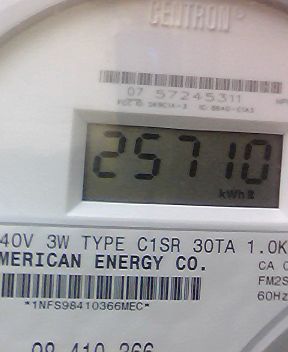 CENTRON®
07 57245311
25710
kWh
40V 3W TYPE C1SR 30TA 1.0K
MERICAN ENERGY CO.
CA 0
FM2S
60Hz
*1NFS98410366MEC*
98 410 366